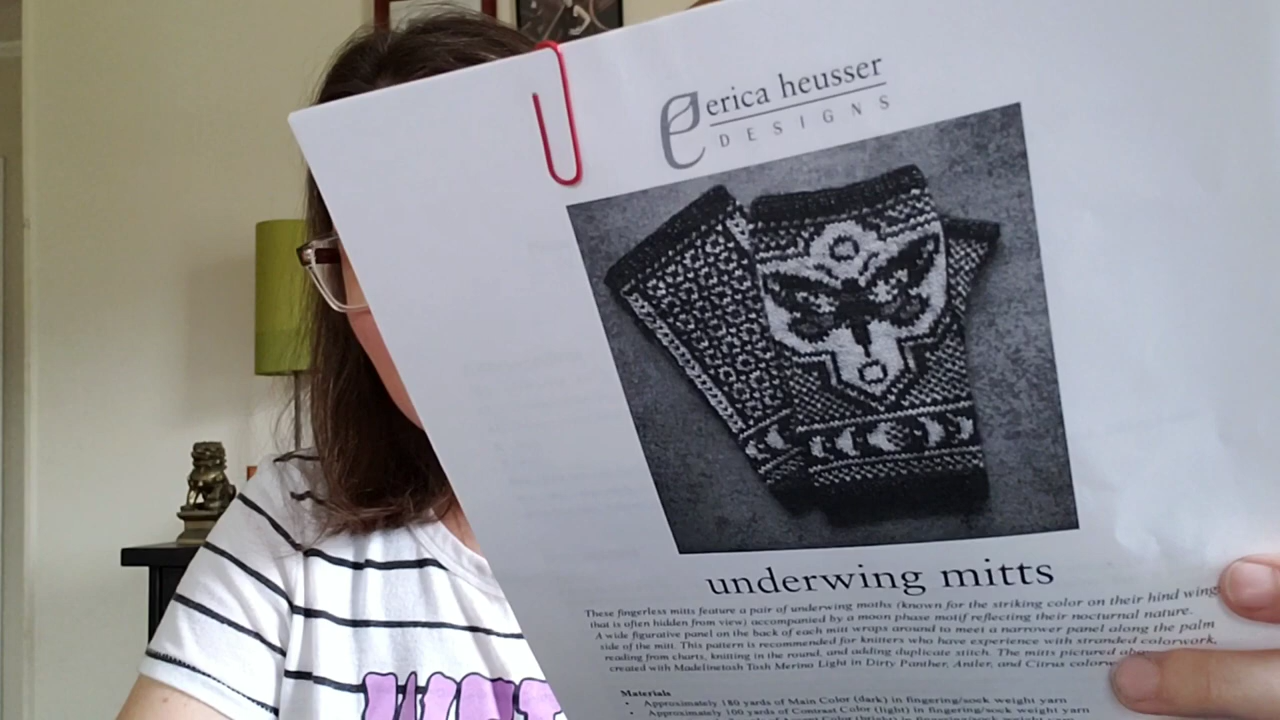 erica heusser
DESIGNS
underwing mitts
These fingerless mitts feature a pair of underwing moths (known for the striking color on their hind wing
that is often hidden from view) accompanied by a moon phase motif reflecting their nocturnal nature.
A wide figurative panel on the back of each mitt wraps around to meet a narrower panel along the palm
side of the mitt. This pattern is recommended for knitters who have experience with stranded colorwork,
reading from charts, knitting in the round, and adding duplicate stitch. The mitts pictured
created with Madelinetosh Tosh Merino Light in Dirty Panther, Antler, and Citrus
Materials
• Approximately 180 yards of Main Color (dark) in fingering/sock weight yarn
• Approximately 100 yards of Contrast Color (light) in fingering/sock weight yarn